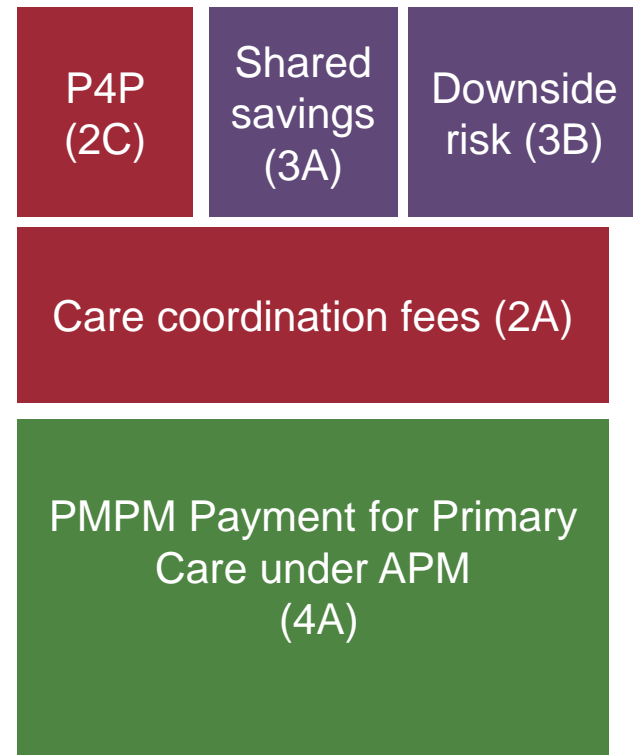 P4P
(2C)
Shared
savings
(3A)
Downside
risk (3B)
Care coordination fees (2A)
PMPM Payment for Primary
Care under APM
(4A)